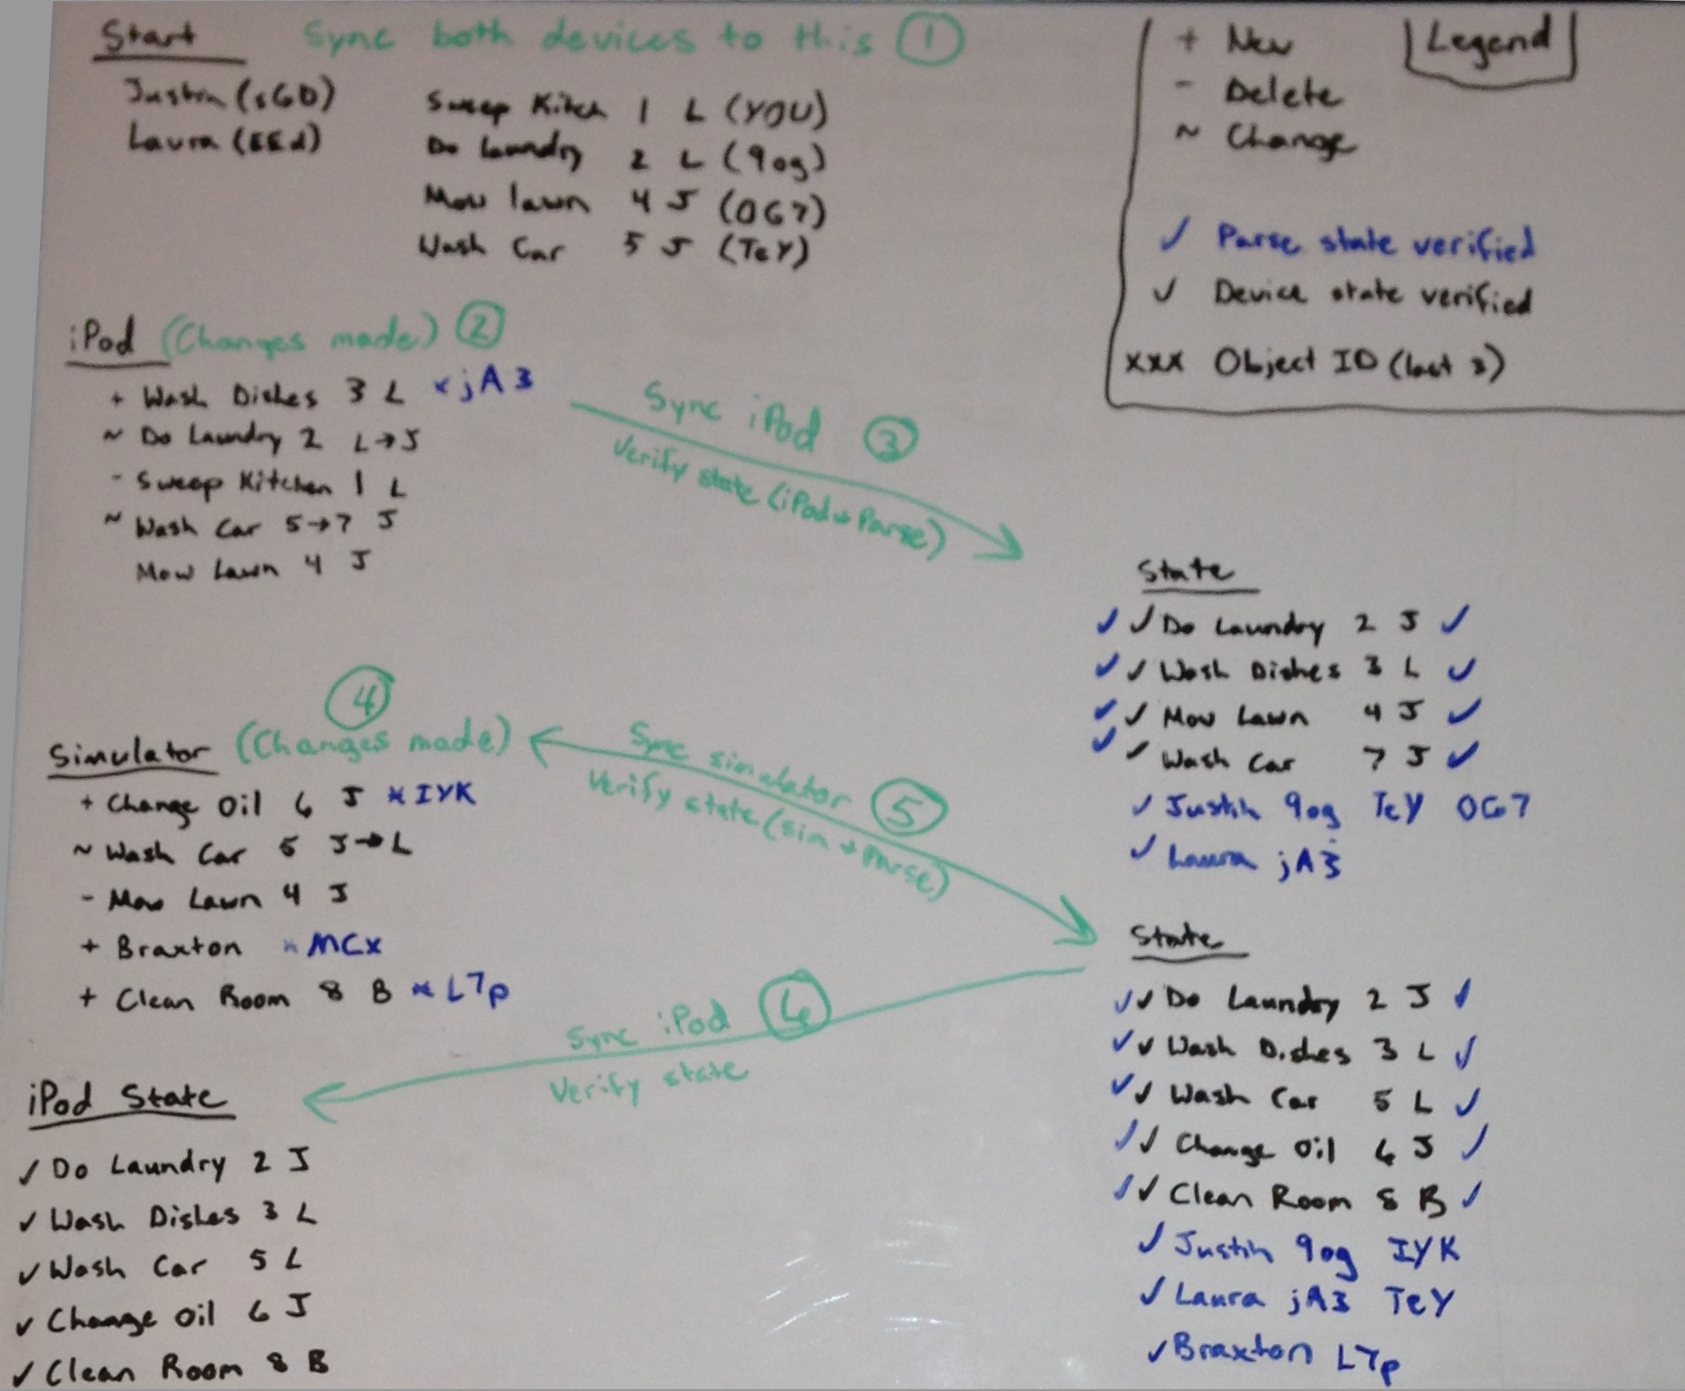 Start Sync both devices to this ①
Justin (sGD)
Laura (EEd)
Sweep Kitch 1 L (YOU)
Do Laundry 2 L (9og)
Mow lawn 4 J (OG7)
Wash Car 5 J (TeY)
Legend
+ New
- Delete
~ Change
✓ Parse state verified
✓ Device state verified
xxx Object ID (last 3)
iPod (Changes made) ②
+ Wash Dishes 3 L * jA3
~ Do Laundry 2 L→J
- Sweep Kitchen 1 L
~ Wash Car 5→7 J
Mow Lawn 4 J
Sync iPod ③
Verify state (iPod + Parse)
State
✓ ✓ Do Laundry 2 J ✓
✓ ✓ Wash Dishes 3 L ✓
✓ ✓ Mow Lawn 4 J ✓
✓ ✓ Wash Car 7 J ✓
✓ Justin 9og TeY OG7
✓ Laura jA3
④
Simulator (Changes made)
+ Change Oil 6 J * IYK
~ Wash Car 5 J→L
- Mow Lawn 4 J
+ Braxton * MCx
+ Clean Room 8 B * L7p
Sync simulator ⑤
Verify state (sim + Parse)
State
✓ ✓ Do Laundry 2 J ✓
✓ ✓ Wash Dishes 3 L ✓
✓ ✓ Wash Car 5 L ✓
✓ ✓ Change Oil 6 J ✓
✓ ✓ Clean Room 8 B ✓
✓ Justin 9og IYK
✓ Laura jA3 TeY
✓ Braxton L7p
Sync iPod ⑥
Verify state
iPod State
✓ Do Laundry 2 J
✓ Wash Dishes 3 L
✓ Wash Car 5 L
✓ Change Oil 6 J
✓ Clean Room 8 B